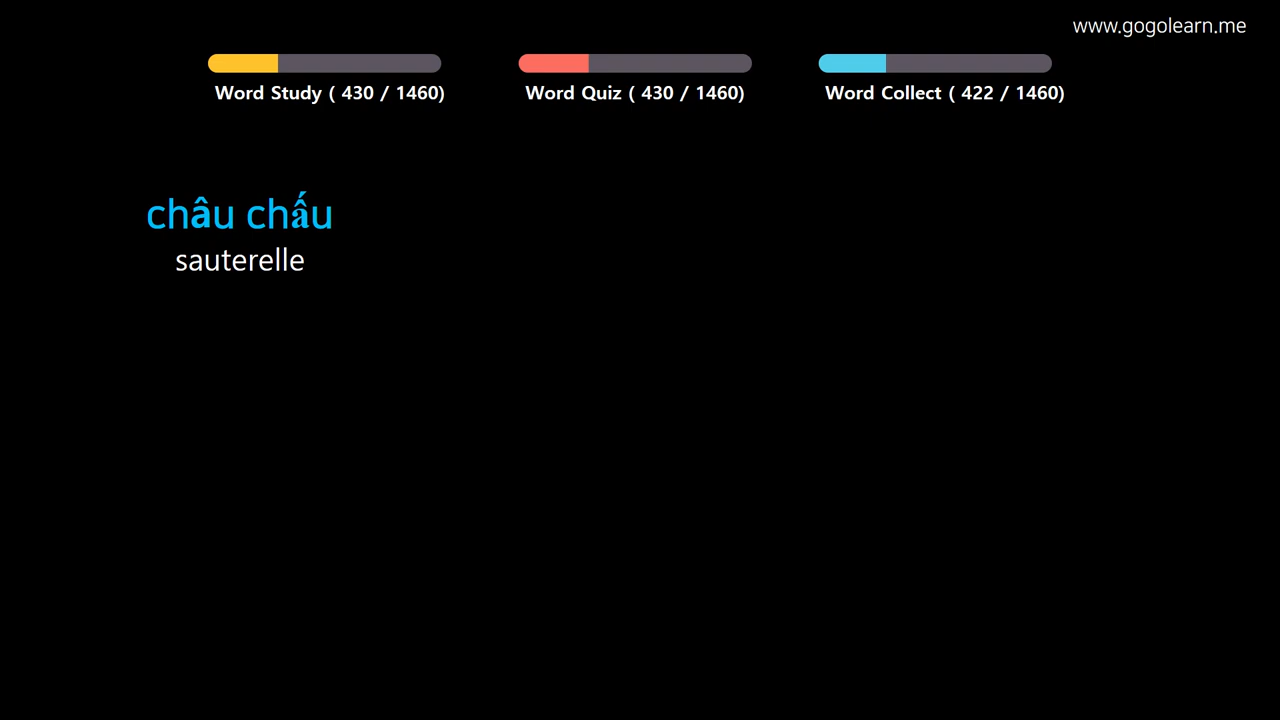 www.gogolearn.me
Word Study ( 430 / 1460)
Word Quiz ( 430 / 1460)
Word Collect ( 422 / 1460)
châu chấu
sauterelle